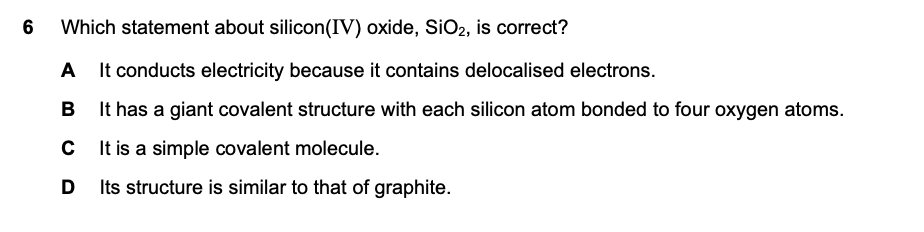 6 Which statement about silicon(IV) oxide, SiO₂, is correct?
A It conducts electricity because it contains delocalised electrons.
B It has a giant covalent structure with each silicon atom bonded to four oxygen atoms.
C It is a simple covalent molecule.
D Its structure is similar to that of graphite.